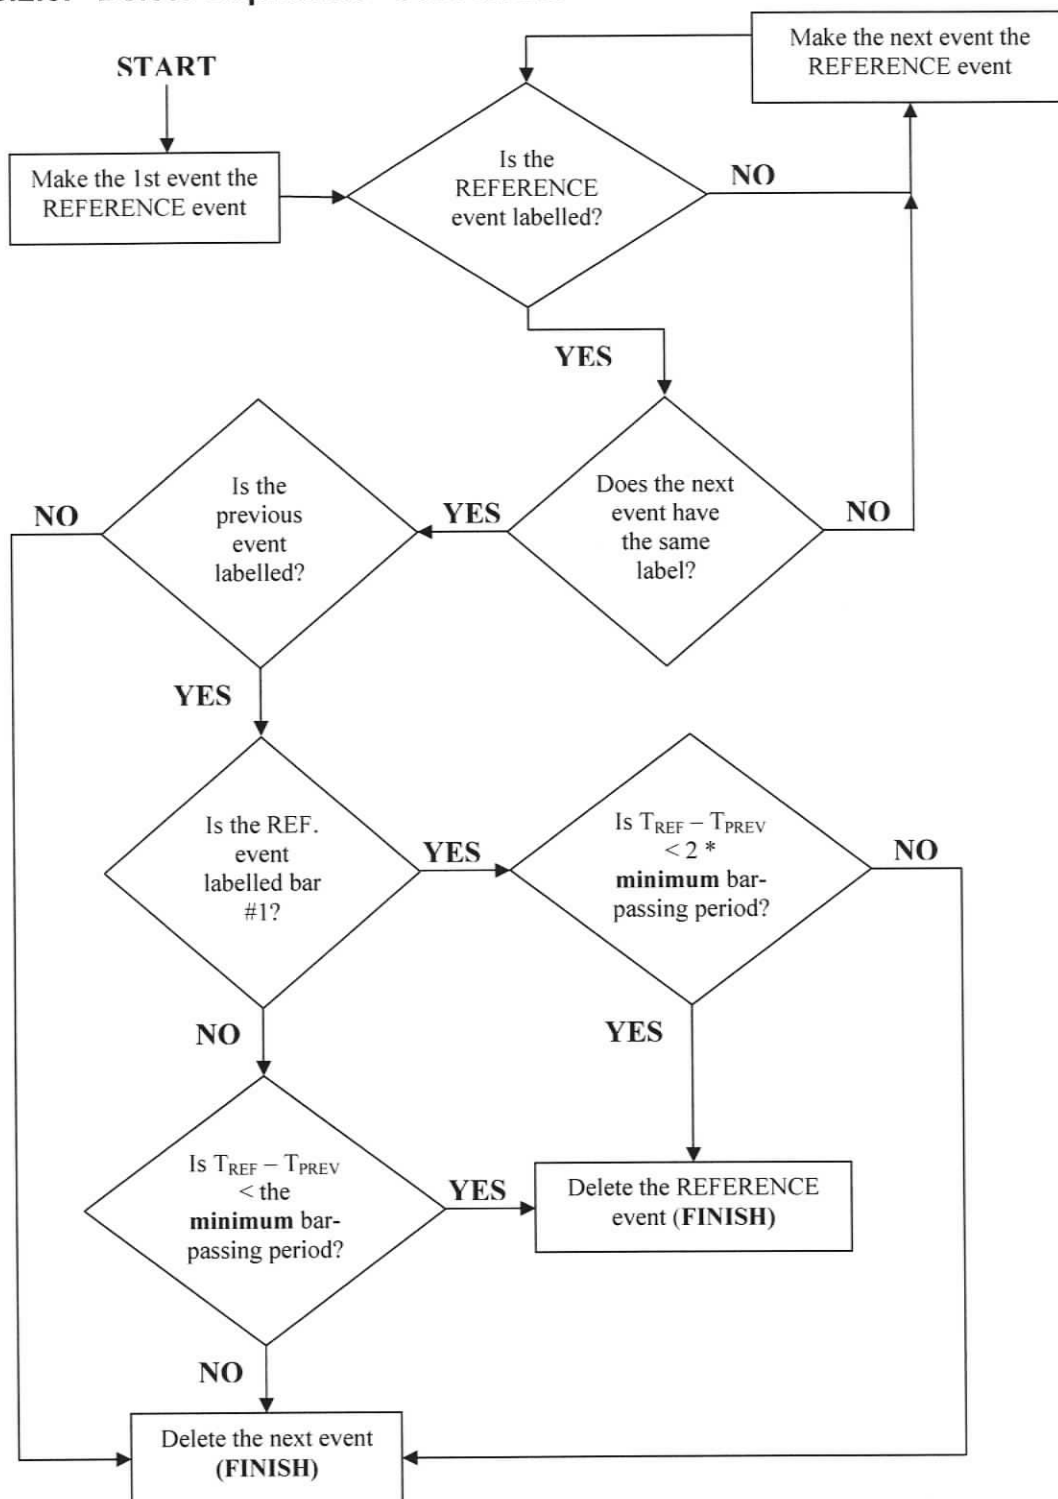 START
Make the next event the
REFERENCE event
Make the 1st event the
REFERENCE event
Is the
REFERENCE
event labelled?
NO
YES
Does the next
event have
the same
label?
NO
YES
Is the
previous
event
labelled?
NO
YES
Is the REF.
event
labelled bar
#1?
YES
NO
Is TREF – TPREV
< 2 *
minimum bar-
passing period?
NO
YES
Is TREF – TPREV
< the
minimum bar-
passing period?
YES
NO
Delete the REFERENCE
event (FINISH)
Delete the next event
(FINISH)